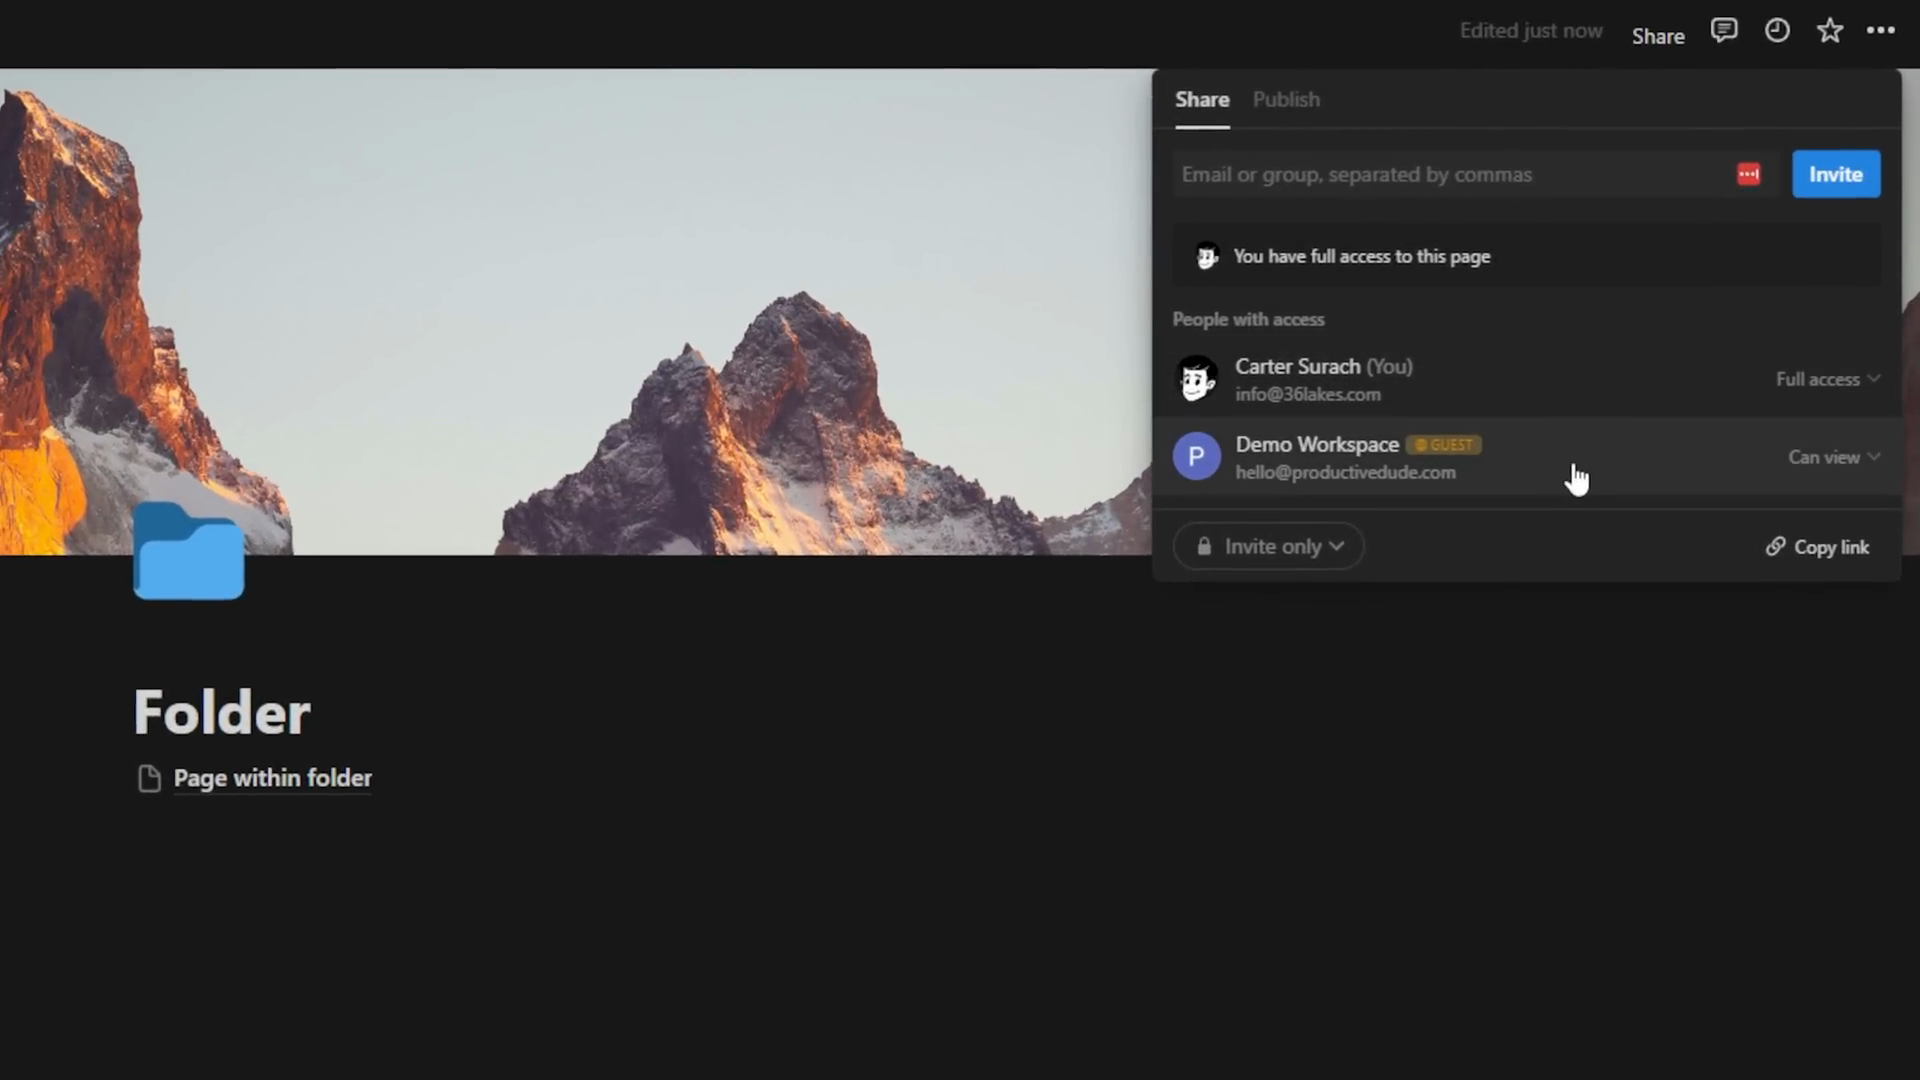 Edited just now
Share
Share Publish
Email or group, separated by commas
Invite
You have full access to this page
People with access
Carter Surach (You)
info@36lakes.com
Full access
P
Demo Workspace GUEST
hello@productivedude.com
Can view
Invite only
Copy link
Folder
Page within folder